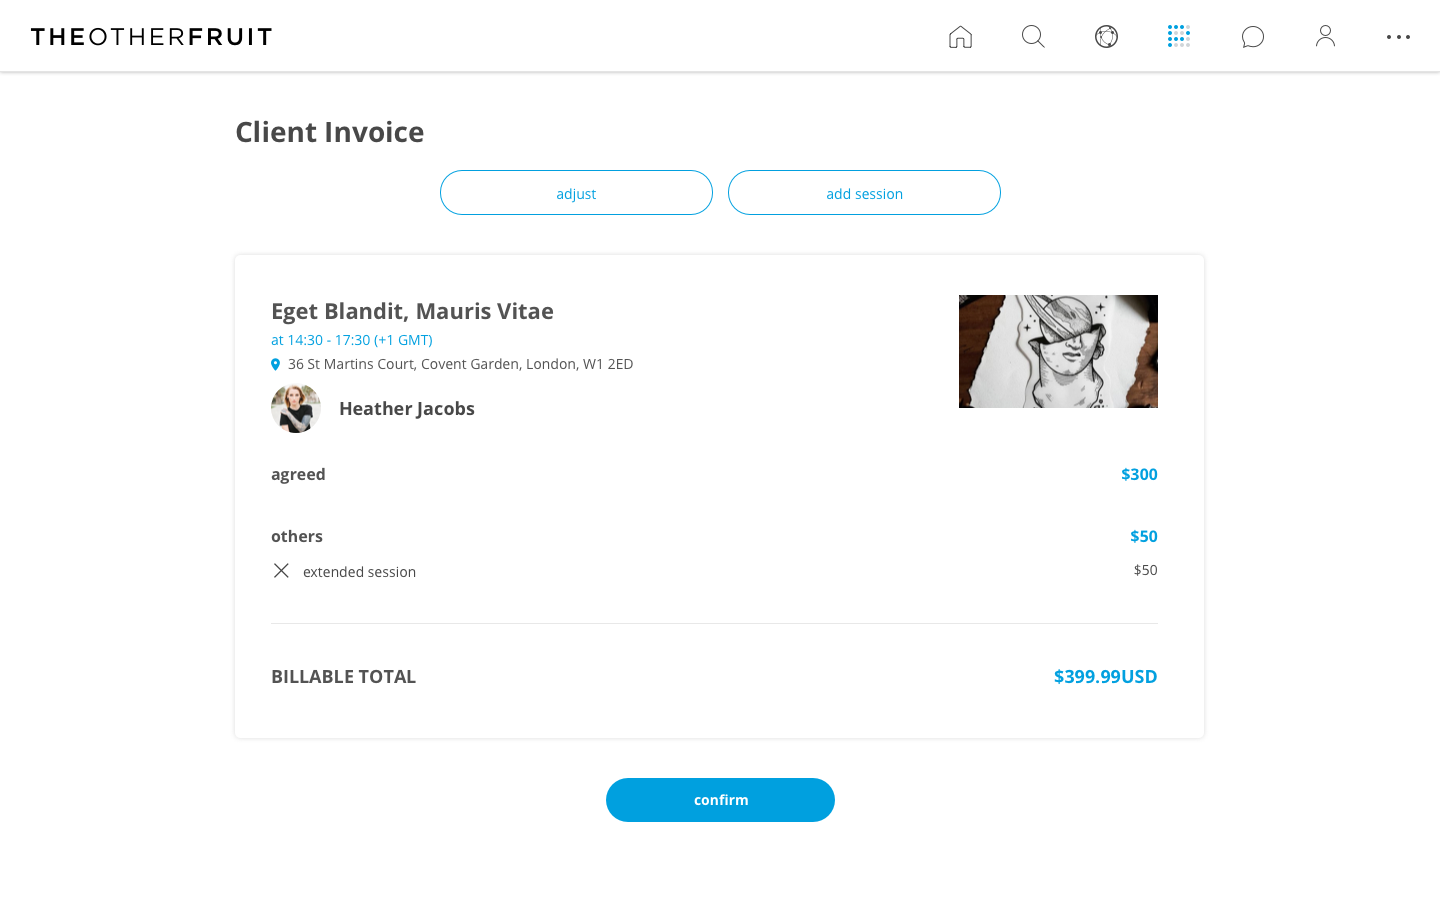 THEOTHERFRUIT
Client Invoice
adjust
add session
Eget Blandit, Mauris Vitae
at 14:30 - 17:30 (+1 GMT)
36 St Martins Court, Covent Garden, London, W1 2ED
Heather Jacobs
agreed $300
others $50
extended session $50
BILLABLE TOTAL $399.99USD
confirm